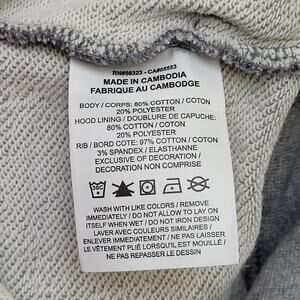 RN#56323 - CA#05553
MADE IN CAMBODIA
FABRIQUE AU CAMBODGE
BODY / CORPS: 80% COTTON / COTON
20% POLYESTER
HOOD LINING / DOUBLURE DE CAPUCHE:
80% COTTON / COTON
20% POLYESTER
RIB / BORD COTE: 97% COTTON / COTON
3% SPANDEX / ELASTHANNE
EXCLUSIVE OF DECORATION /
DECORATION NON COMPRISE
WASH WITH LIKE COLORS / REMOVE
IMMEDIATELY / DO NOT ALLOW TO LAY ON
ITSELF WHEN WET / DO NOT IRON DESIGN
LAVER AVEC COULEURS SIMILAIRES /
ENLEVER IMMÉDIATEMENT / NE PAS LAISSER
LE VÊTEMENT PLIÉ LORSQU'IL EST MOUILLÉ /
NE PAS REPASSER LE DESSIN